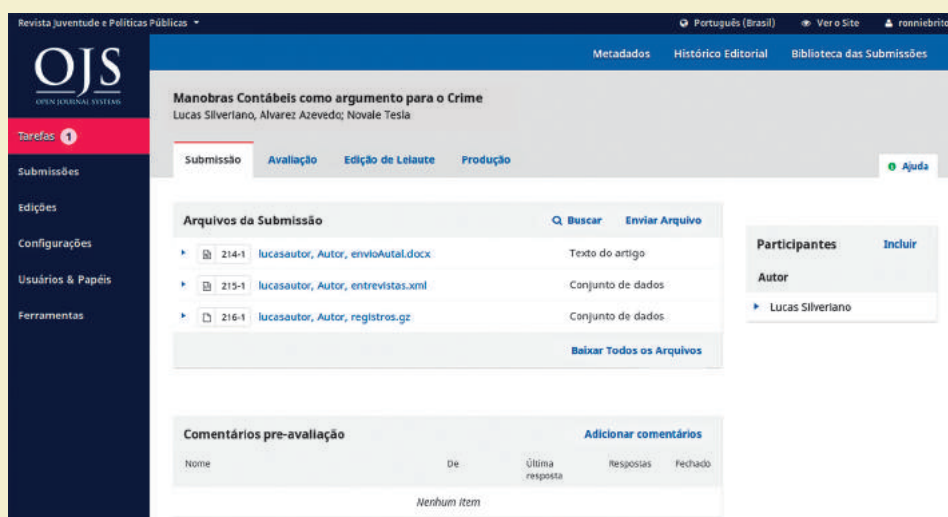 Revista Juventude e Políticas Públicas
Português (Brasil) Ver o Site ronniebrito
OJS
OPEN JOURNAL SYSTEMS
Metadados Histórico Editorial Biblioteca das Submissões
Manobras Contábeis como argumento para o Crime
Lucas Silveriano, Alvarez Azevedo; Novale Tesla
Tarefas 1
Submissões
Edições
Configurações
Usuários & Papéis
Ferramentas
Submissão Avaliação Edição de Leiaute Produção
Ajuda
Arquivos da Submissão Buscar Enviar Arquivo
214-1 lucasautor, Autor, envioAutal.docx Texto do artigo
215-1 lucasautor, Autor, entrevistas.xml Conjunto de dados
216-1 lucasautor, Autor, registros.gz Conjunto de dados
Baixar Todos os Arquivos
Participantes Incluir
Autor
Lucas Silveriano
Comentários pre-avaliação Adicionar comentários
Nome De Última resposta Respostas Fechado
Nenhum Item